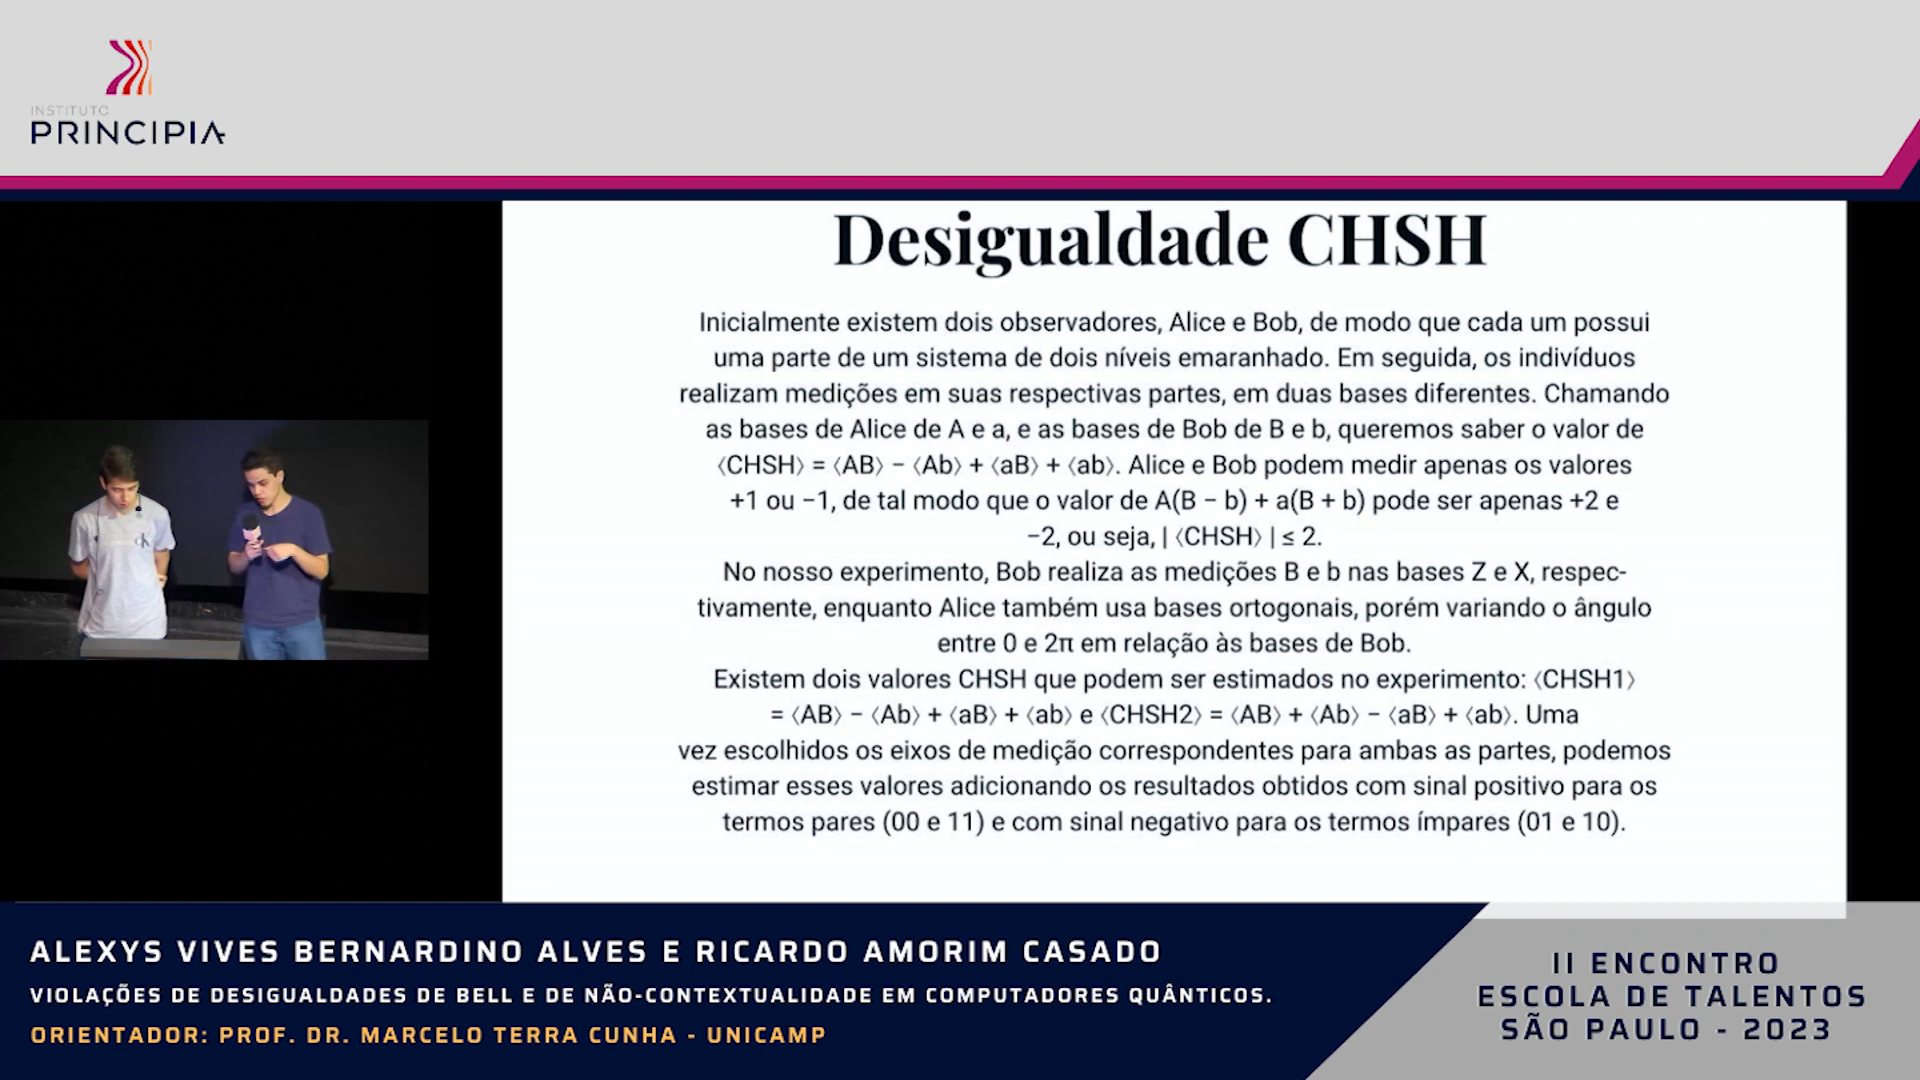 INSTITUTO
PRINCIPIA
Desigualdade CHSH
Inicialmente existem dois observadores, Alice e Bob, de modo que cada um possui
uma parte de um sistema de dois níveis emaranhado. Em seguida, os indivíduos
realizam medições em suas respectivas partes, em duas bases diferentes. Chamando
as bases de Alice de A e a, e as bases de Bob de B e b, queremos saber o valor de
⟨CHSH⟩ = ⟨AB⟩ − ⟨Ab⟩ + ⟨aB⟩ + ⟨ab⟩. Alice e Bob podem medir apenas os valores
+1 ou −1, de tal modo que o valor de A(B − b) + a(B + b) pode ser apenas +2 e
−2, ou seja, | ⟨CHSH⟩ | ≤ 2.
No nosso experimento, Bob realiza as medições B e b nas bases Z e X, respec-
tivamente, enquanto Alice também usa bases ortogonais, porém variando o ângulo
entre 0 e 2π em relação às bases de Bob.
Existem dois valores CHSH que podem ser estimados no experimento: ⟨CHSH1⟩
= ⟨AB⟩ − ⟨Ab⟩ + ⟨aB⟩ + ⟨ab⟩ e ⟨CHSH2⟩ = ⟨AB⟩ + ⟨Ab⟩ − ⟨aB⟩ + ⟨ab⟩. Uma
vez escolhidos os eixos de medição correspondentes para ambas as partes, podemos
estimar esses valores adicionando os resultados obtidos com sinal positivo para os
termos pares (00 e 11) e com sinal negativo para os termos ímpares (01 e 10).
CK
ALEXYS VIVES BERNARDINO ALVES E RICARDO AMORIM CASADO
VIOLAÇÕES DE DESIGUALDADES DE BELL E DE NÃO-CONTEXTUALIDADE EM COMPUTADORES QUÂNTICOS.
ORIENTADOR: PROF. DR. MARCELO TERRA CUNHA - UNICAMP
II ENCONTRO
ESCOLA DE TALENTOS
SÃO PAULO - 2023